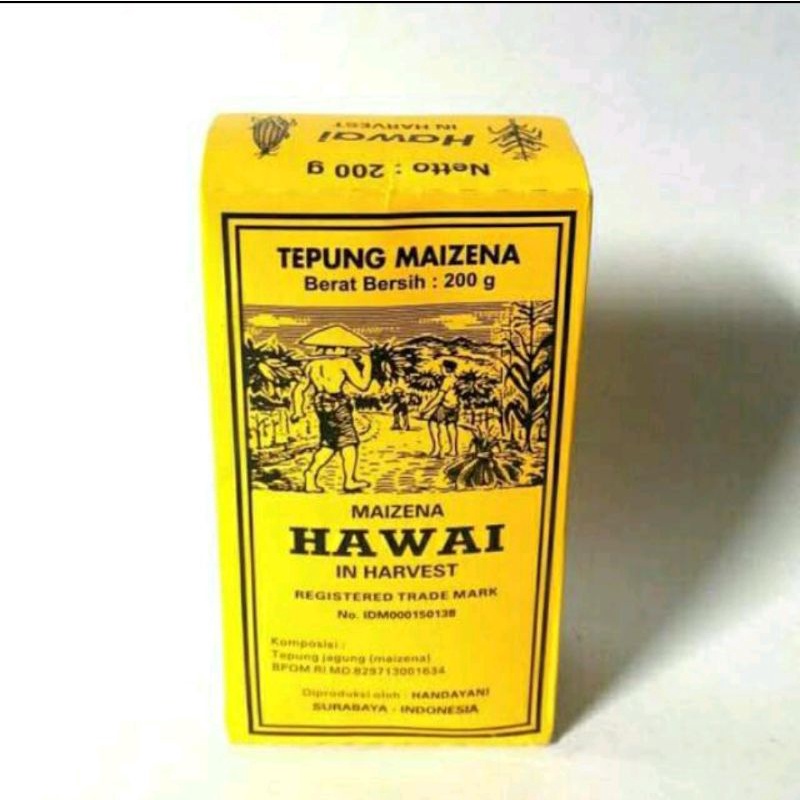 Hawai
IN HARVEST
Netto : 200 g
TEPUNG MAIZENA
Berat Bersih : 200 g
MAIZENA
HAWAI
IN HARVEST
REGISTERED TRADE MARK
No. IDM000150138
Komposisi :
Tepung jagung (maizena)
BPOM RI MD 829713001634
Diproduksi oleh : HANDAYANI
SURABAYA - INDONESIA